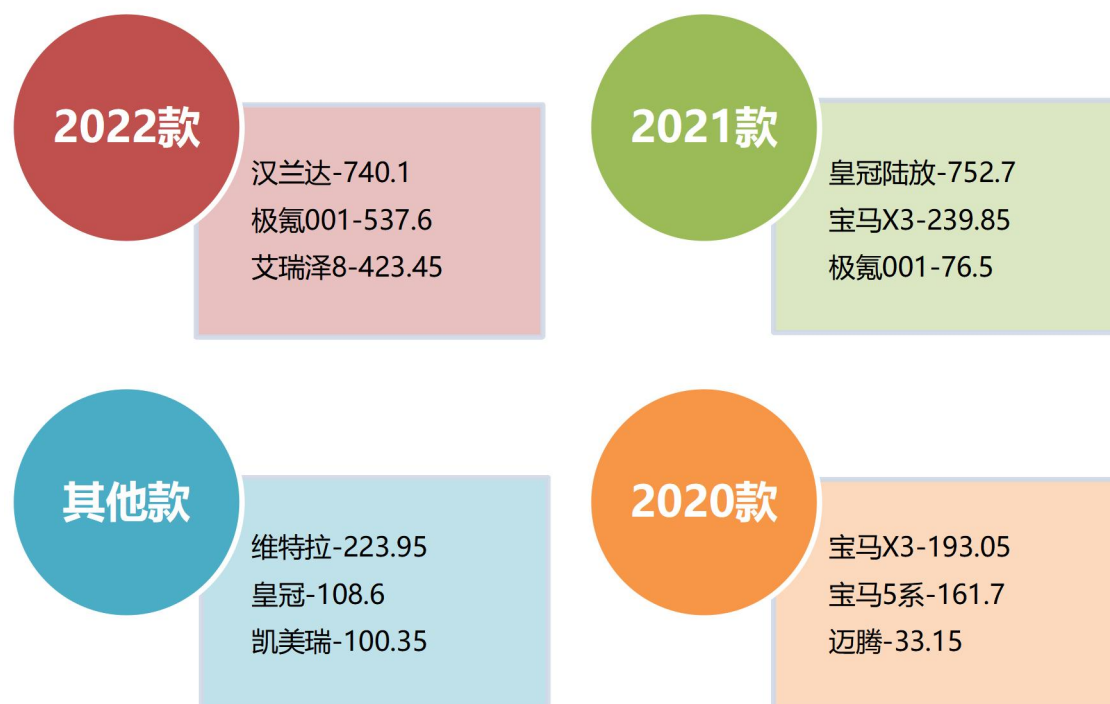 2022款
汉兰达-740.1
极氪001-537.6
艾瑞泽8-423.45
2021款
皇冠陆放-752.7
宝马X3-239.85
极氪001-76.5
其他款
维特拉-223.95
皇冠-108.6
凯美瑞-100.35
2020款
宝马X3-193.05
宝马5系-161.7
迈腾-33.15